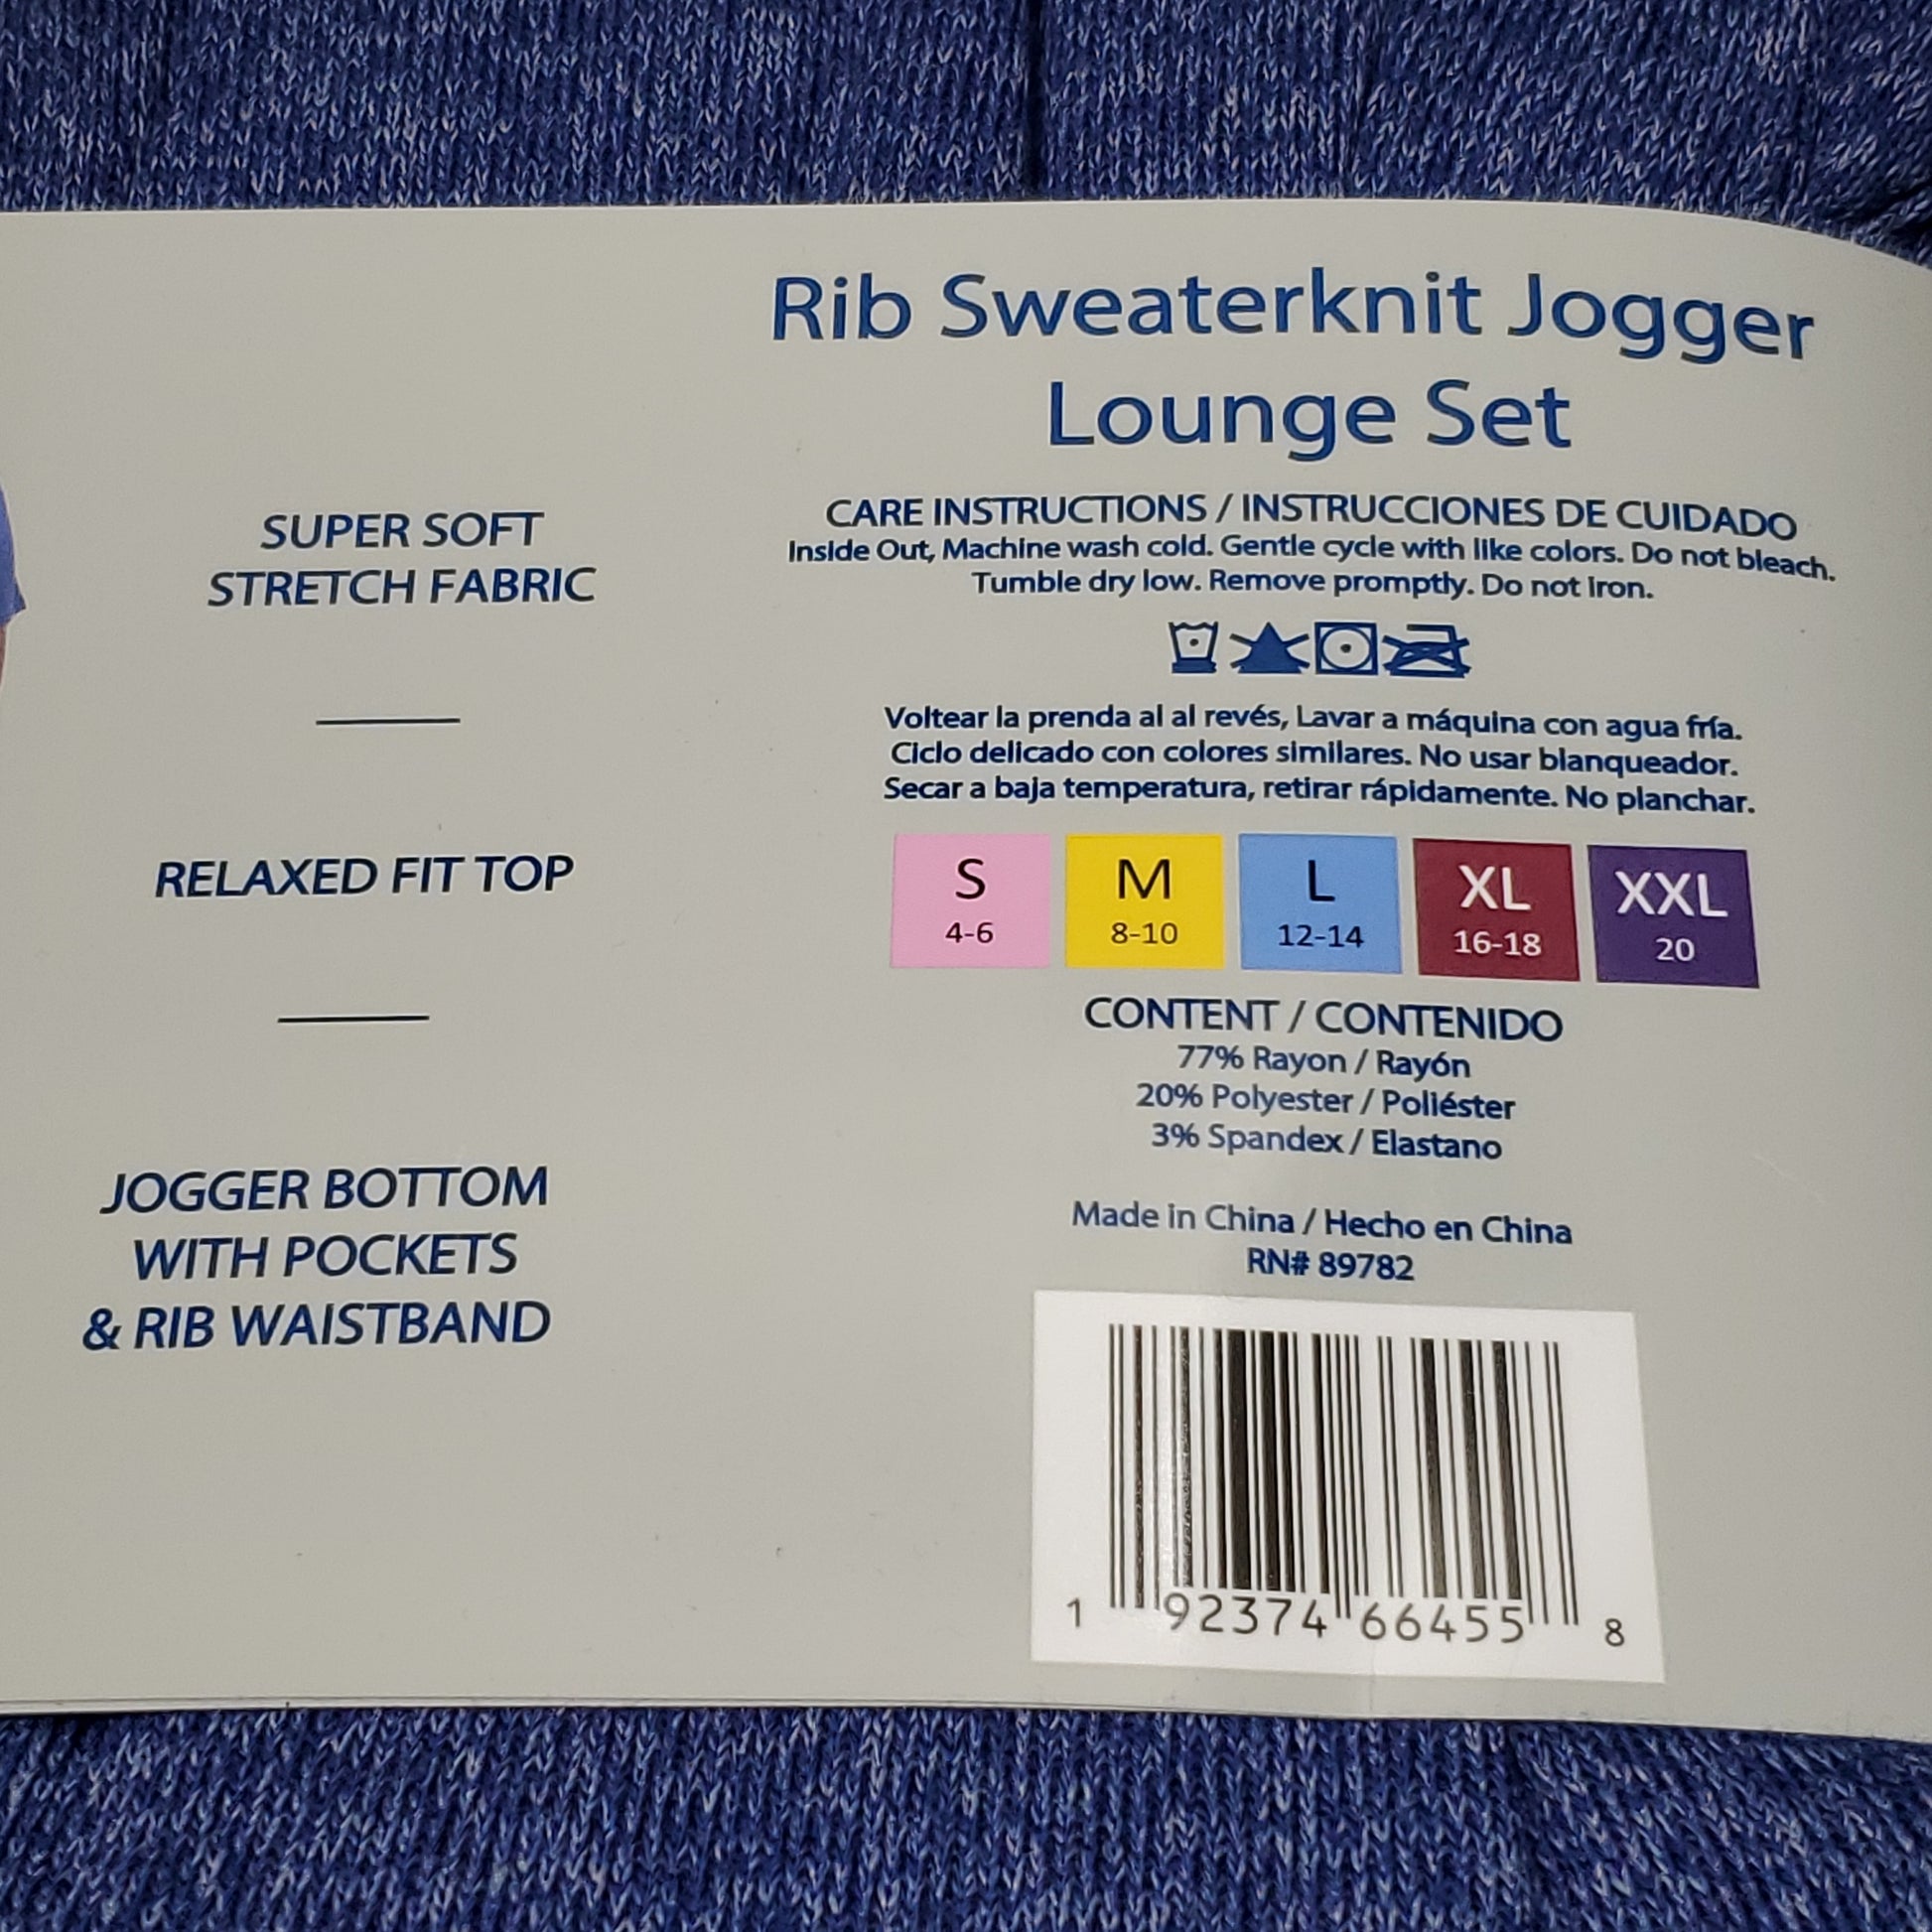 SUPER SOFT
STRETCH FABRIC
RELAXED FIT TOP
JOGGER BOTTOM
WITH POCKETS
& RIB WAISTBAND
Rib Sweaterknit Jogger
Lounge Set
CARE INSTRUCTIONS / INSTRUCCIONES DE CUIDADO
Inside Out, Machine wash cold. Gentle cycle with like colors. Do not bleach.
Tumble dry low. Remove promptly. Do not iron.
Voltear la prenda al al revés, Lavar a máquina con agua fría.
Ciclo delicado con colores similares. No usar blanqueador.
Secar a baja temperatura, retirar rápidamente. No planchar.
S M L XL XXL
4-6 8-10 12-14 16-18 20
CONTENT / CONTENIDO
77% Rayon / Rayón
20% Polyester / Poliéster
3% Spandex / Elastano
Made in China / Hecho en China
RN# 89782
1 92374 66455 8